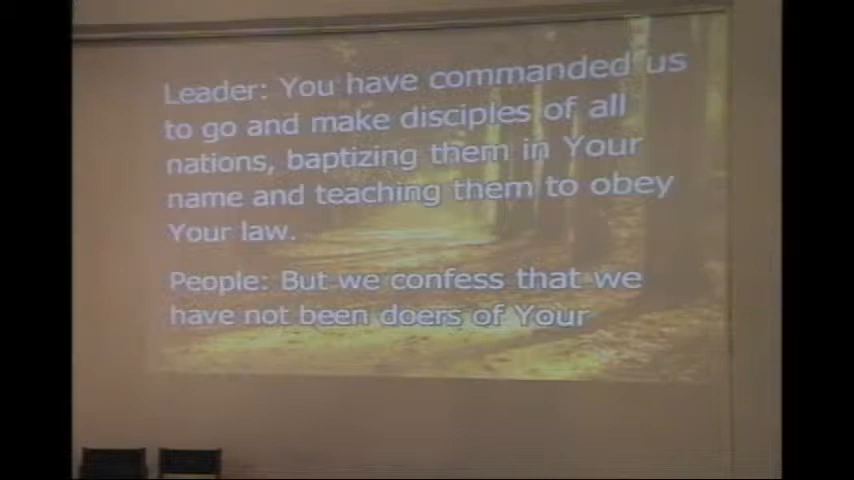 Leader: You have commanded us
to go and make disciples of all
nations, baptizing them in Your
name and teaching them to obey
Your law.
People: But we confess that we
have not been doers of Your